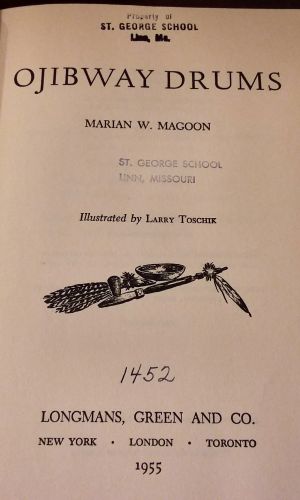 Property of
ST. GEORGE SCHOOL
Linn, Mo.
OJIBWAY DRUMS
MARIAN W. MAGOON
ST. GEORGE SCHOOL
LINN, MISSOURI
Illustrated by LARRY TOSCHIK
1452
LONGMANS, GREEN AND CO.
NEW YORK · LONDON · TORONTO
1955